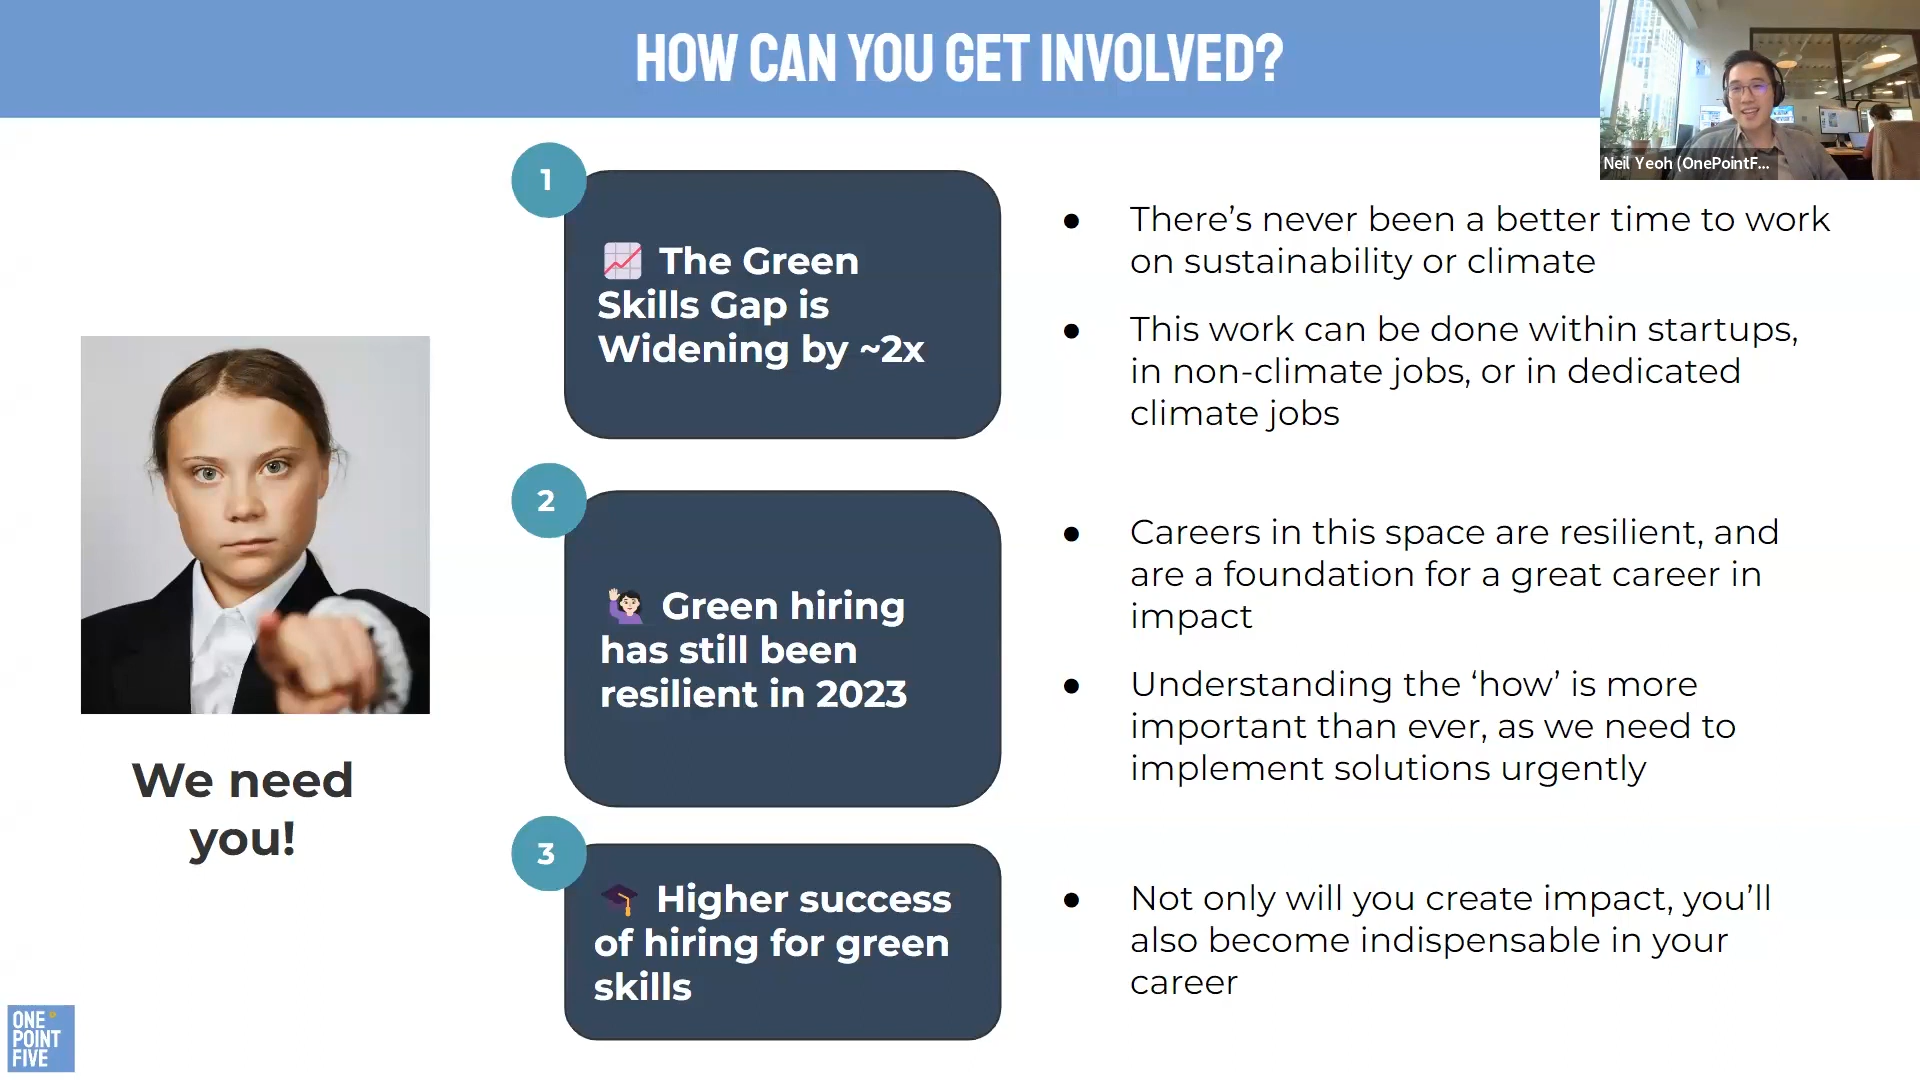 HOW CAN YOU GET INVOLVED?
Neil Yeoh (OnePointF...
1
The Green
Skills Gap is
Widening by ~2x
● There’s never been a better time to work
on sustainability or climate
● This work can be done within startups,
in non-climate jobs, or in dedicated
climate jobs
2
Green hiring
has still been
resilient in 2023
● Careers in this space are resilient, and
are a foundation for a great career in
impact
● Understanding the ‘how’ is more
important than ever, as we need to
implement solutions urgently
We need
you!
3
Higher success
of hiring for green
skills
● Not only will you create impact, you’ll
also become indispensable in your
career
ONE
POINT
FIVE